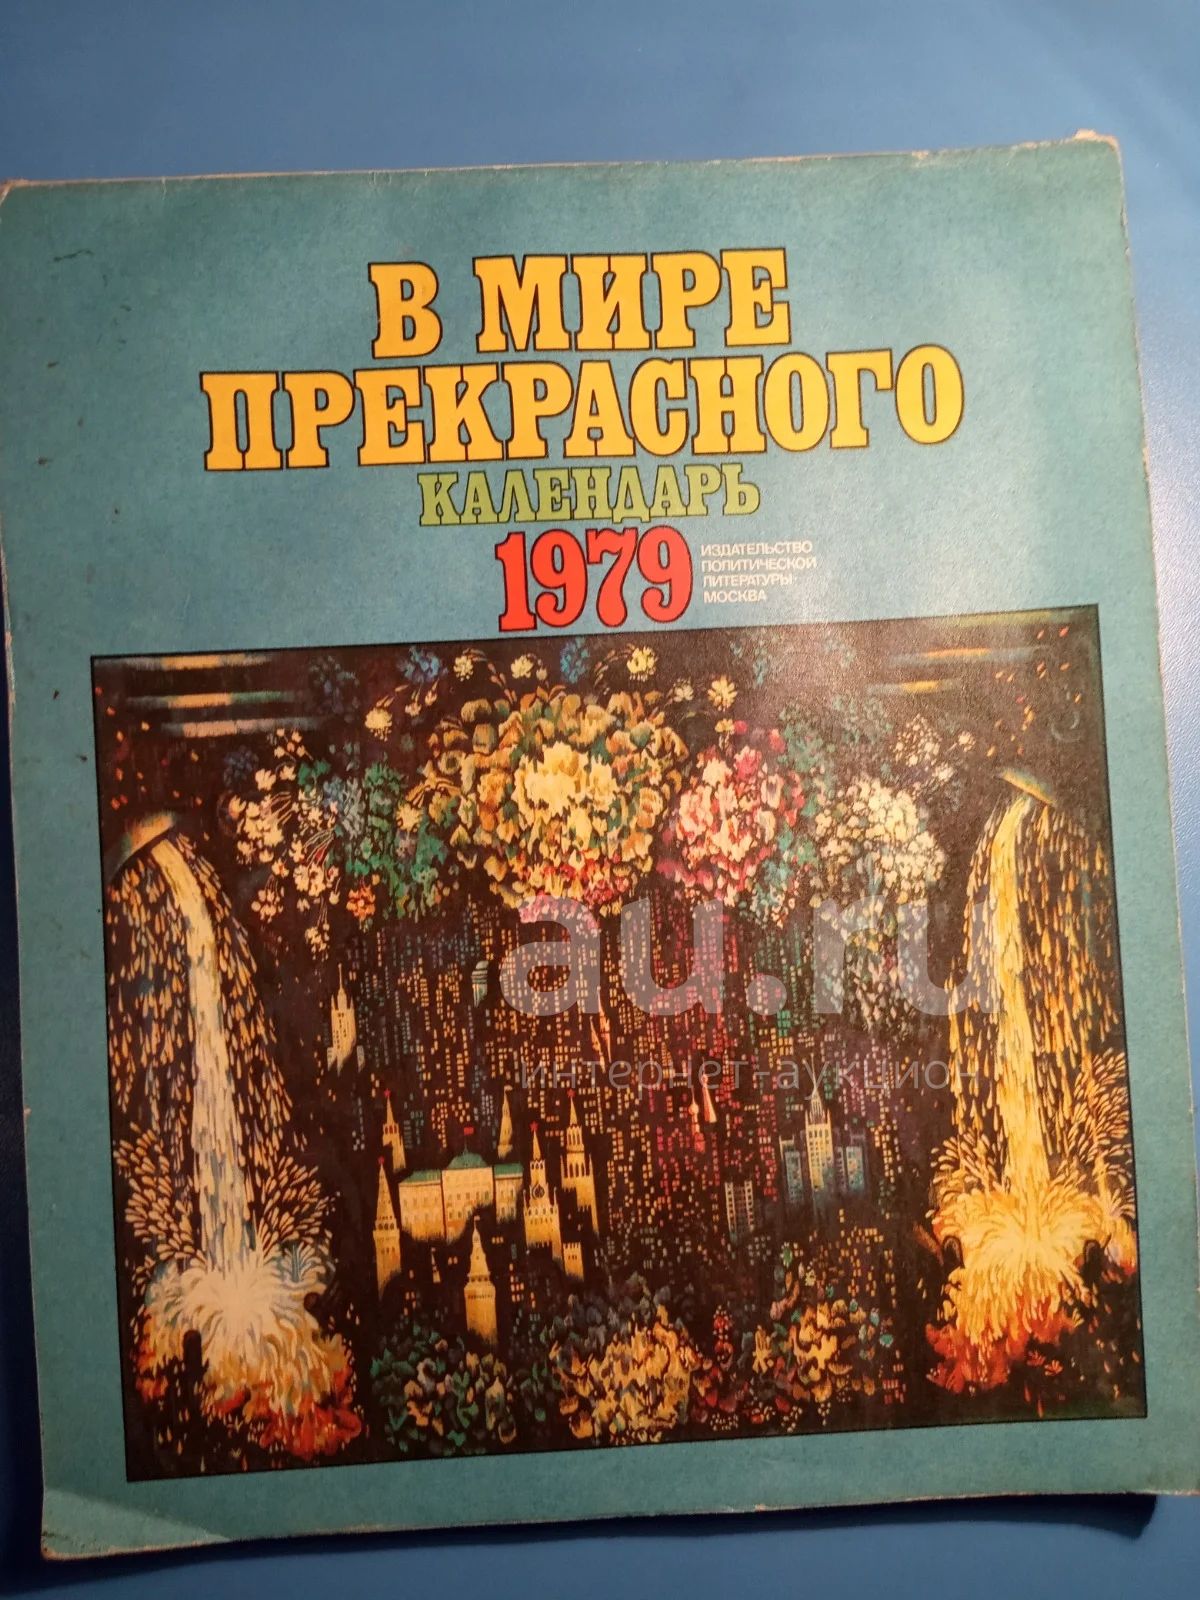 В МИРЕ
ПРЕКРАСНОГО
КАЛЕНДАРЬ
1979
ИЗДАТЕЛЬСТВО
ПОЛИТИЧЕСКОЙ
ЛИТЕРАТУРЫ·
МОСКВА
au.ru
интернет-аукцион